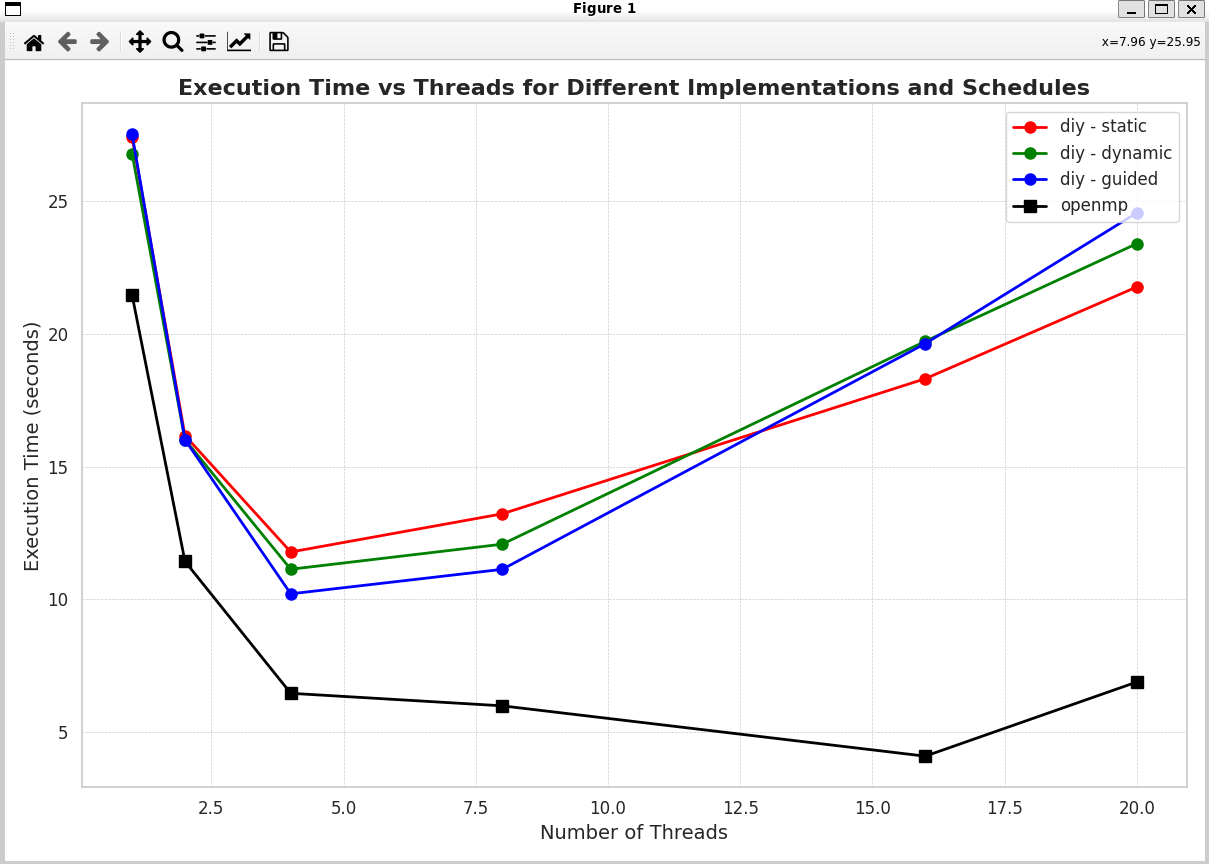 Figure 1
x=7.96 y=25.95
Execution Time vs Threads for Different Implementations and Schedules
diy - static
diy - dynamic
diy - guided
openmp
Execution Time (seconds)
25
20
15
10
5
2.5 5.0 7.5 10.0 12.5 15.0 17.5 20.0
Number of Threads